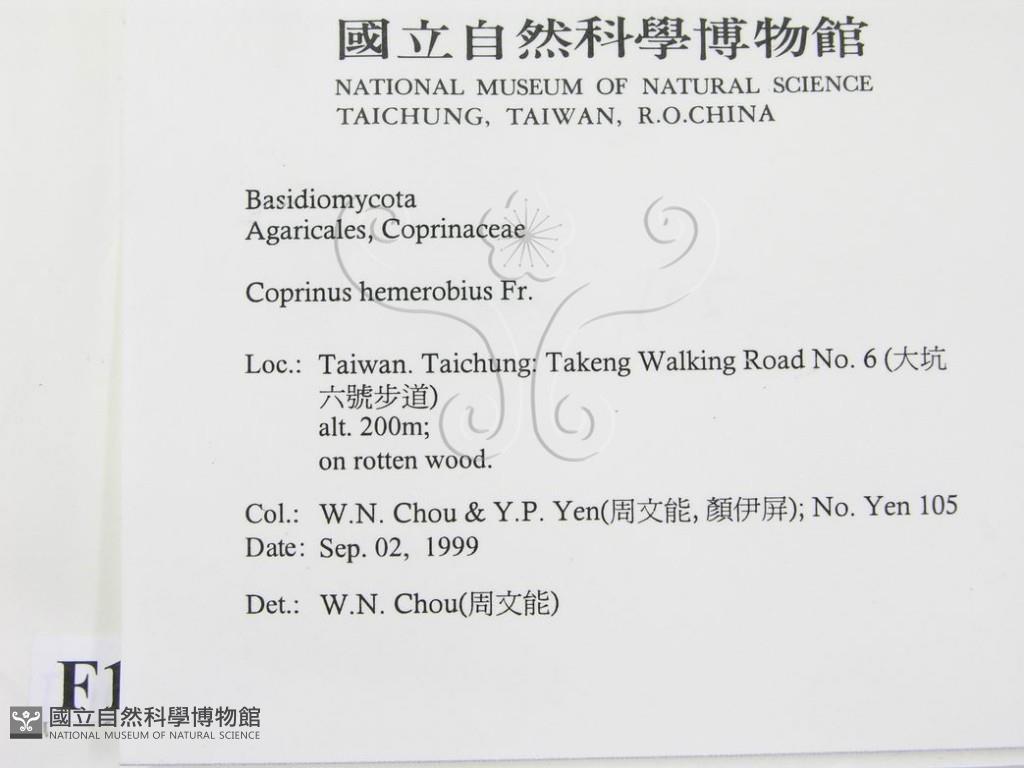 國立自然科學博物館
NATIONAL MUSEUM OF NATURAL SCIENCE
TAICHUNG, TAIWAN, R.O.CHINA
Basidiomycota
Agaricales, Coprinaceae
Coprinus hemerobius Fr.
Loc.: Taiwan. Taichung: Takeng Walking Road No. 6 (大坑
六號步道)
alt. 200m;
on rotten wood.
Col.: W.N. Chou & Y.P. Yen(周文能, 顏伊屏); No. Yen 105
Date: Sep. 02, 1999
Det.: W.N. Chou(周文能)
F1
國立自然科學博物館
NATIONAL MUSEUM OF NATURAL SCIENCE